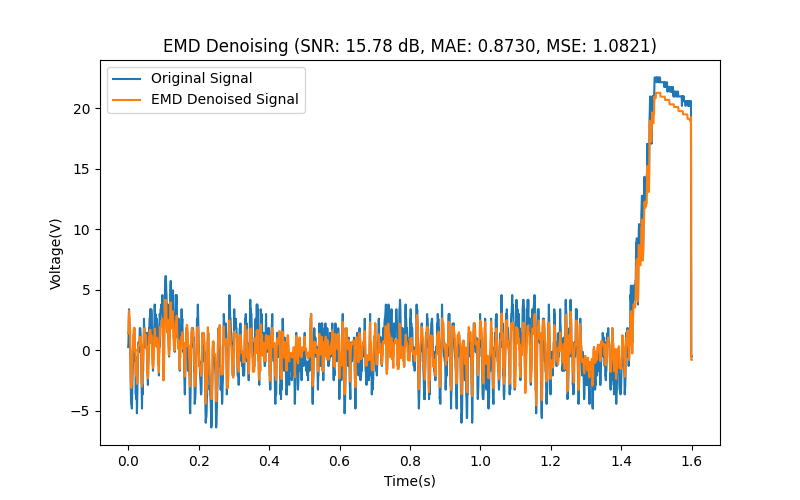 EMD Denoising (SNR: 15.78 dB, MAE: 0.8730, MSE: 1.0821)
Original Signal
EMD Denoised Signal
Voltage(V)
20
15
10
5
0
−5
0.0 0.2 0.4 0.6 0.8 1.0 1.2 1.4 1.6
Time(s)